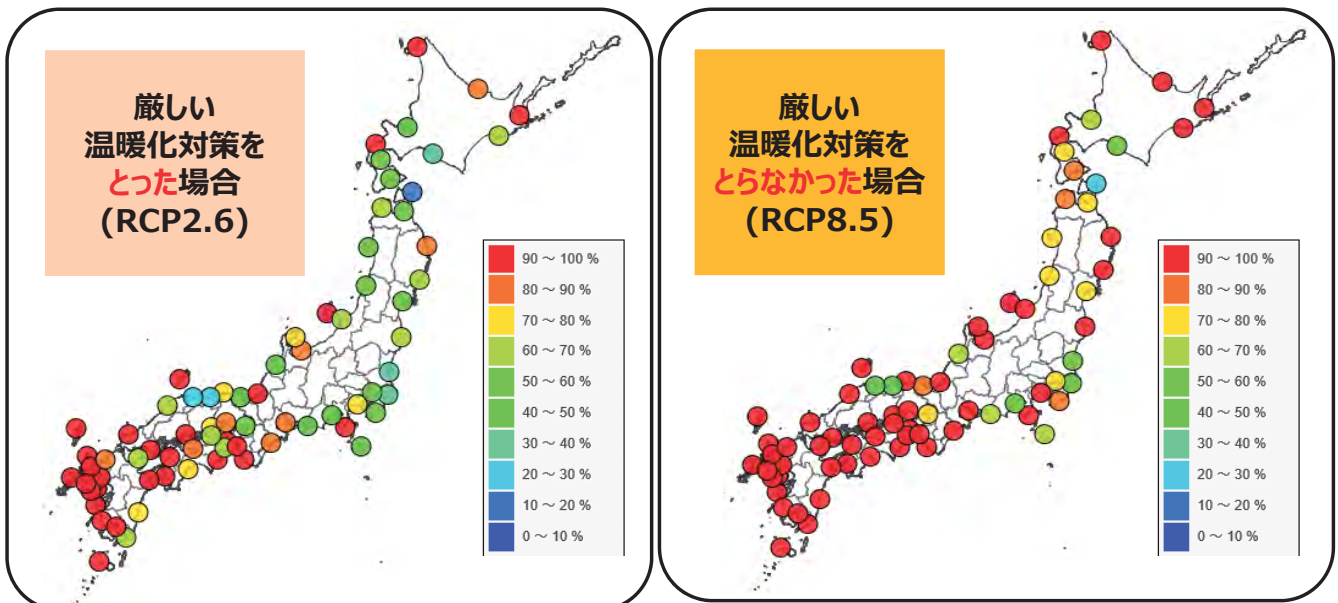 厳しい
温暖化対策を
とった場合
(RCP2.6)
90 ～ 100 %
80 ～ 90 %
70 ～ 80 %
60 ～ 70 %
50 ～ 60 %
40 ～ 50 %
30 ～ 40 %
20 ～ 30 %
10 ～ 20 %
0 ～ 10 %
厳しい
温暖化対策を
とらなかった場合
(RCP8.5)
90 ～ 100 %
80 ～ 90 %
70 ～ 80 %
60 ～ 70 %
50 ～ 60 %
40 ～ 50 %
30 ～ 40 %
20 ～ 30 %
10 ～ 20 %
0 ～ 10 %